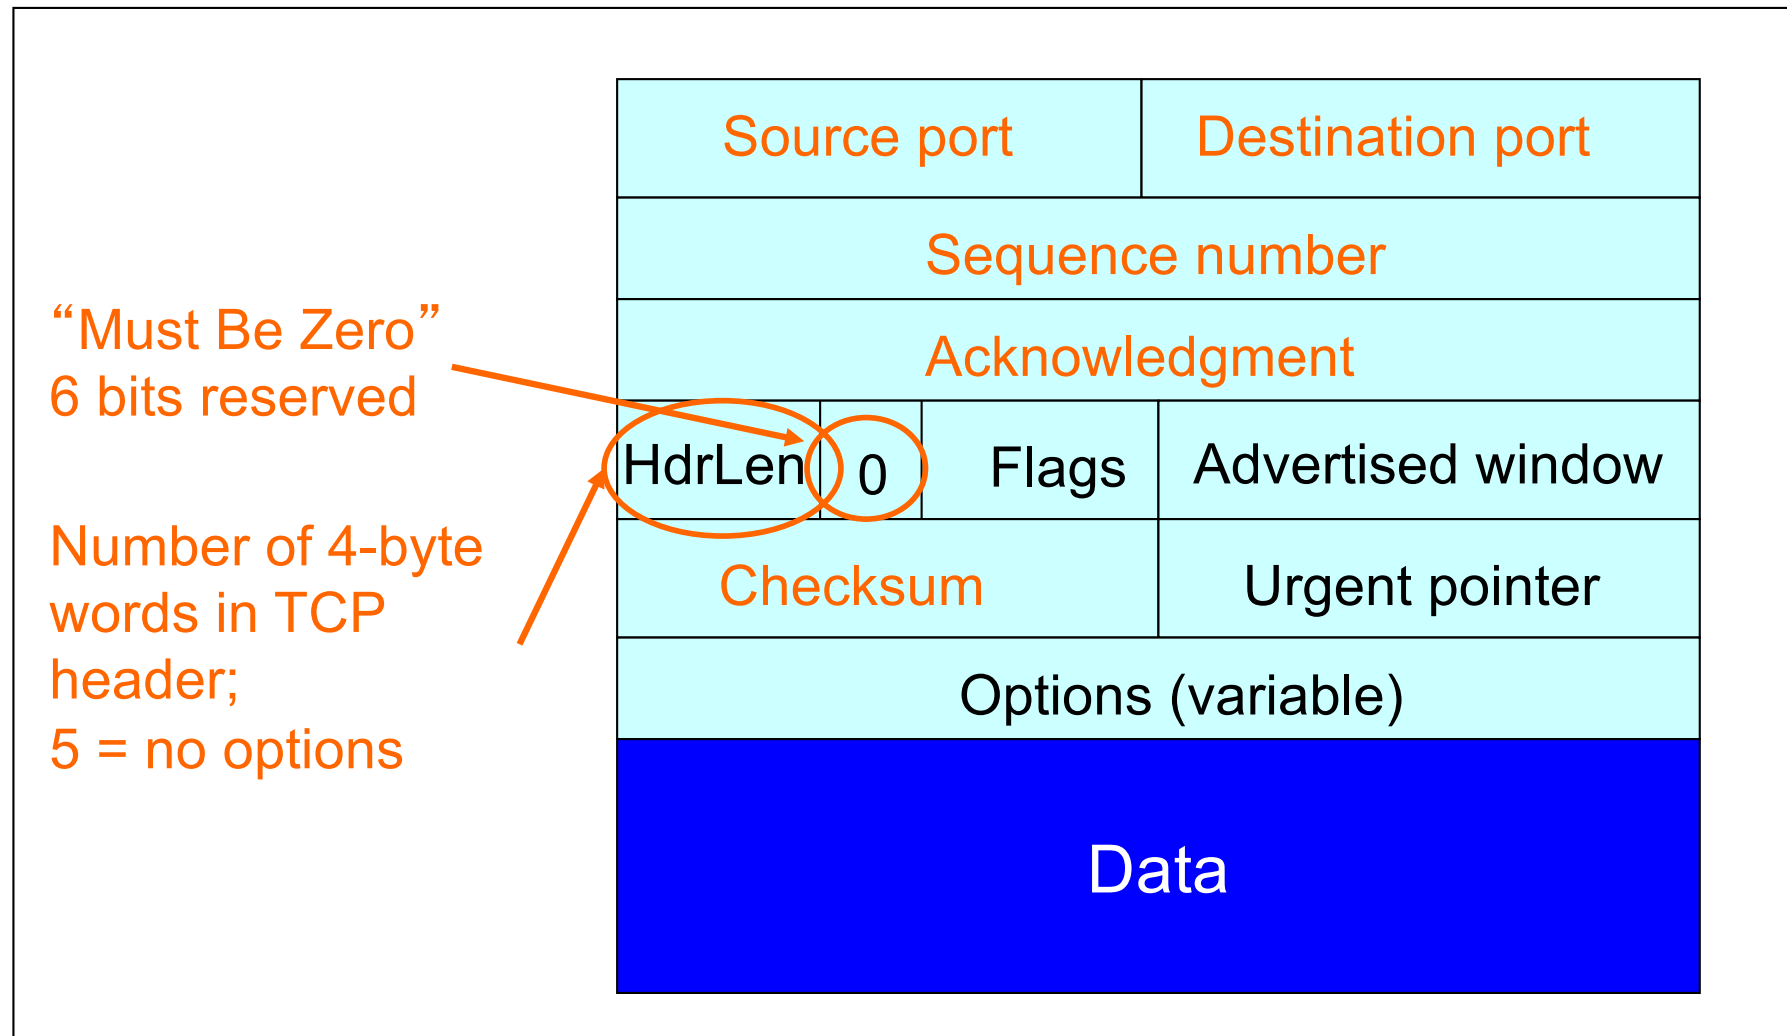 Source port Destination port
Sequence number
“Must Be Zero”
6 bits reserved
Acknowledgment
HdrLen 0 Flags Advertised window
Number of 4-byte
words in TCP
header;
5 = no options
Checksum Urgent pointer
Options (variable)
Data